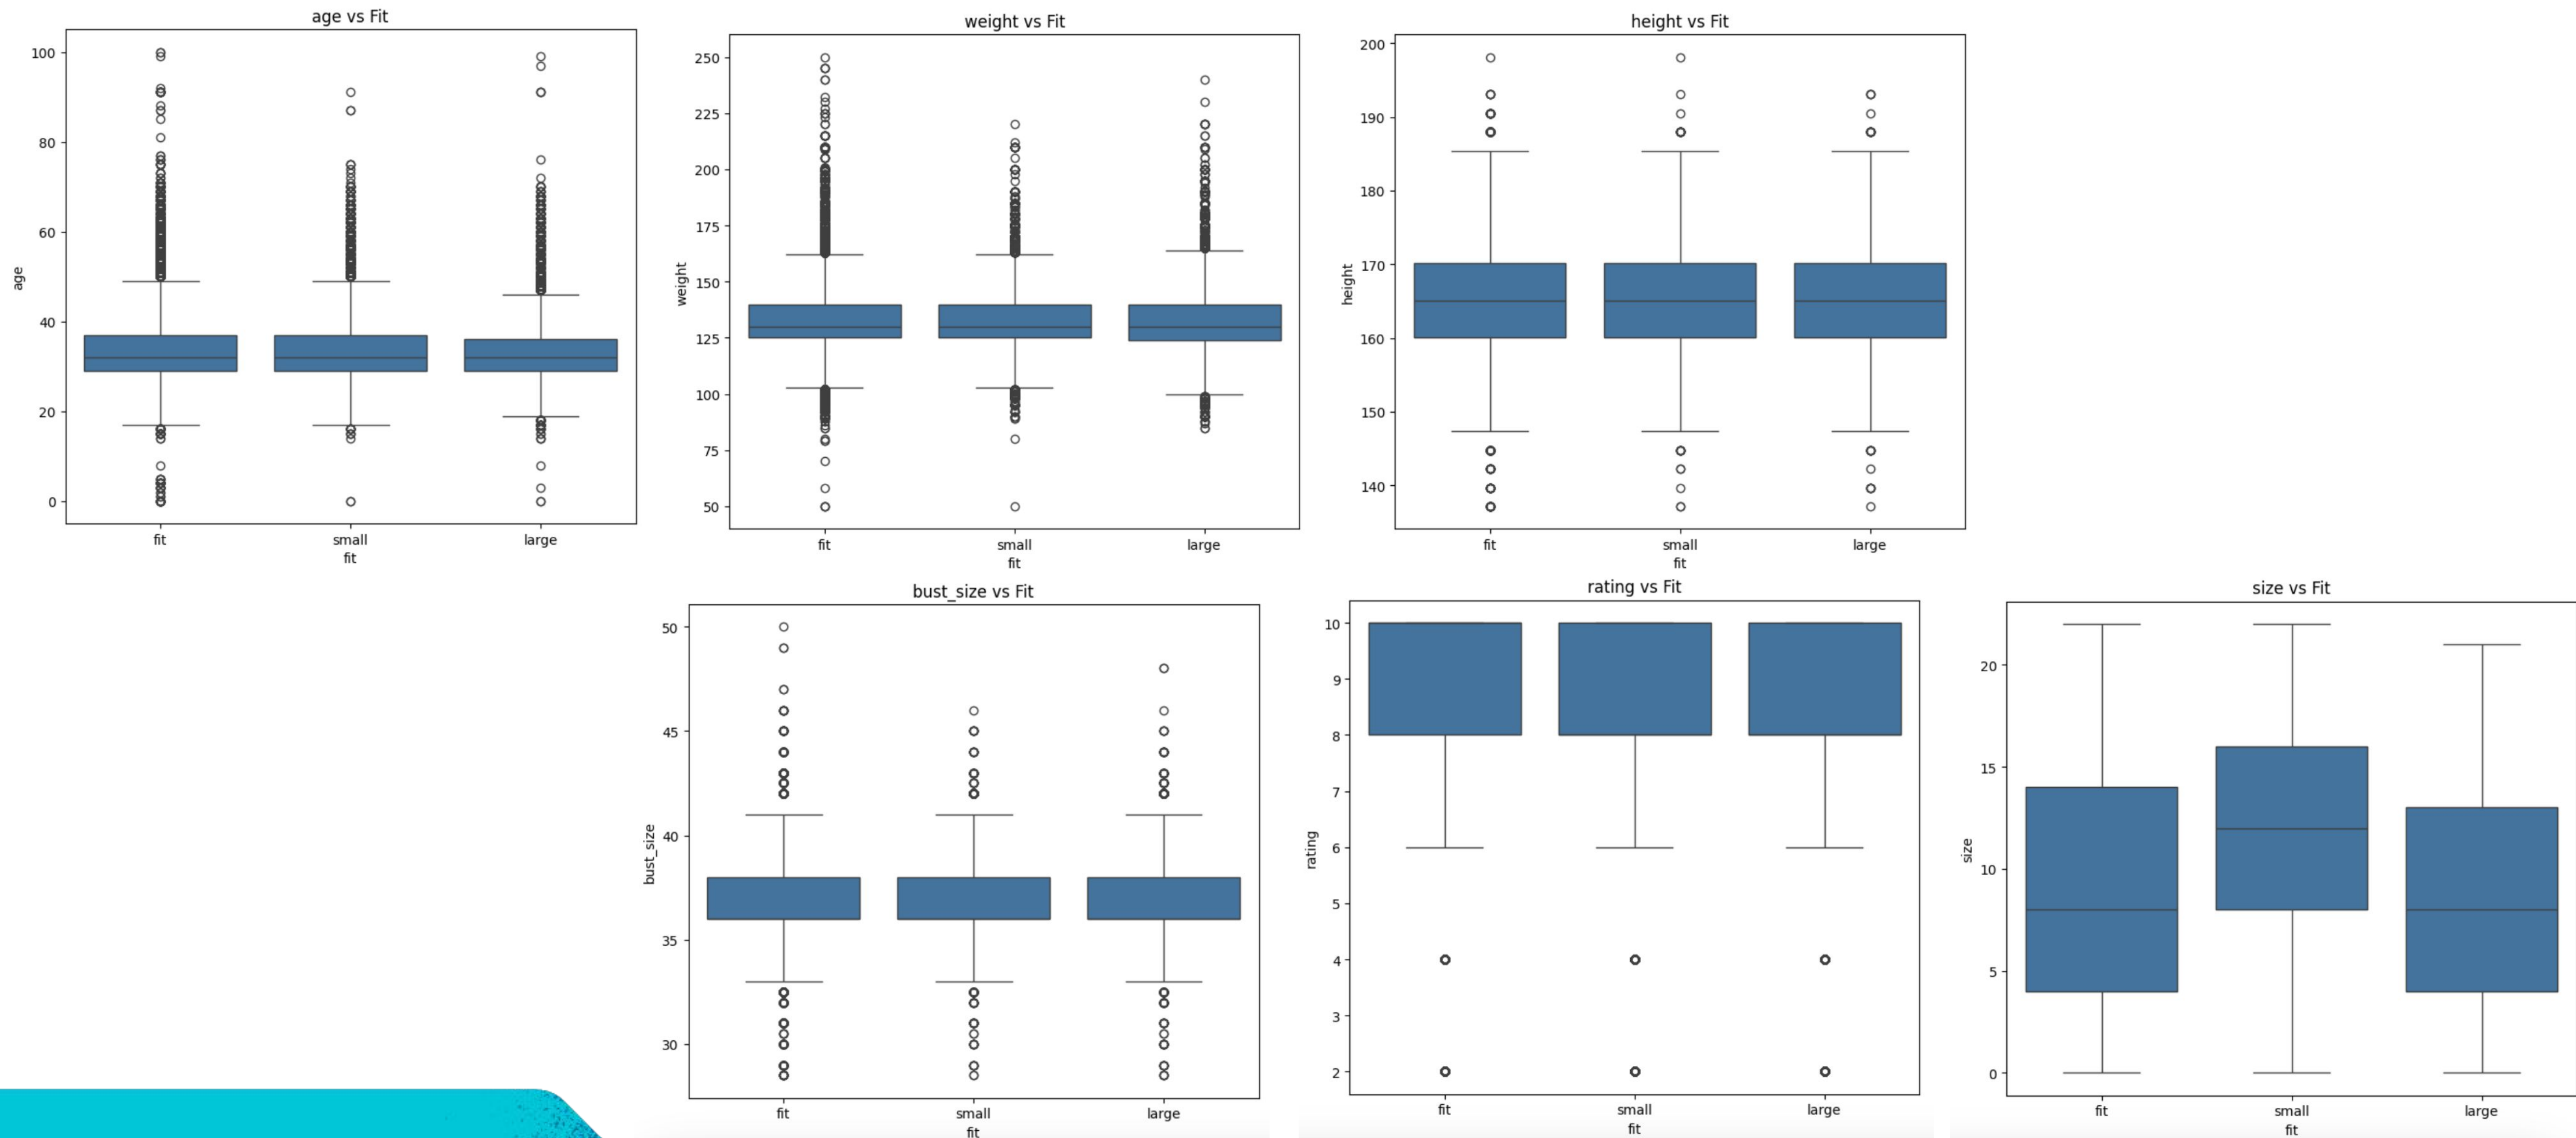 age vs Fit
100
80
60
40
20
0
age
fit
small
large
fit
weight vs Fit
250
225
200
175
150
125
100
75
50
weight
fit
small
large
fit
height vs Fit
200
190
180
170
160
150
140
height
fit
small
large
fit
bust_size vs Fit
50
45
40
35
30
bust_size
fit
small
large
fit
rating vs Fit
10
9
8
7
6
5
4
3
2
rating
fit
small
large
fit
size vs Fit
20
15
10
5
0
size
fit
small
large
fit